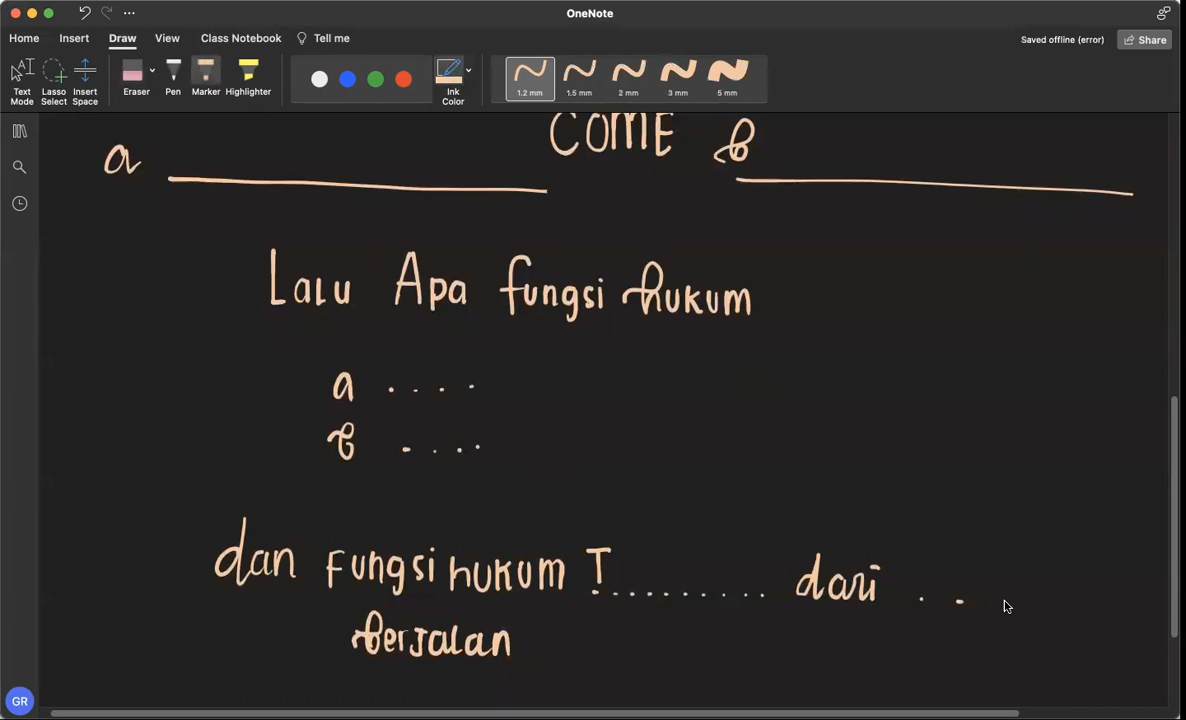 OneNote
Home Insert Draw View Class Notebook Tell me Saved offline (error) Share
Text Mode Lasso Select Insert Space Eraser Pen Marker Highlighter Ink Color 1.2 mm 1.5 mm 2 mm 3 mm 5 mm
COME
a b
Lalu Apa fungsi hukum
a ....
b ....
dan fungsi hukum T......... dari . .
berjalan
GR